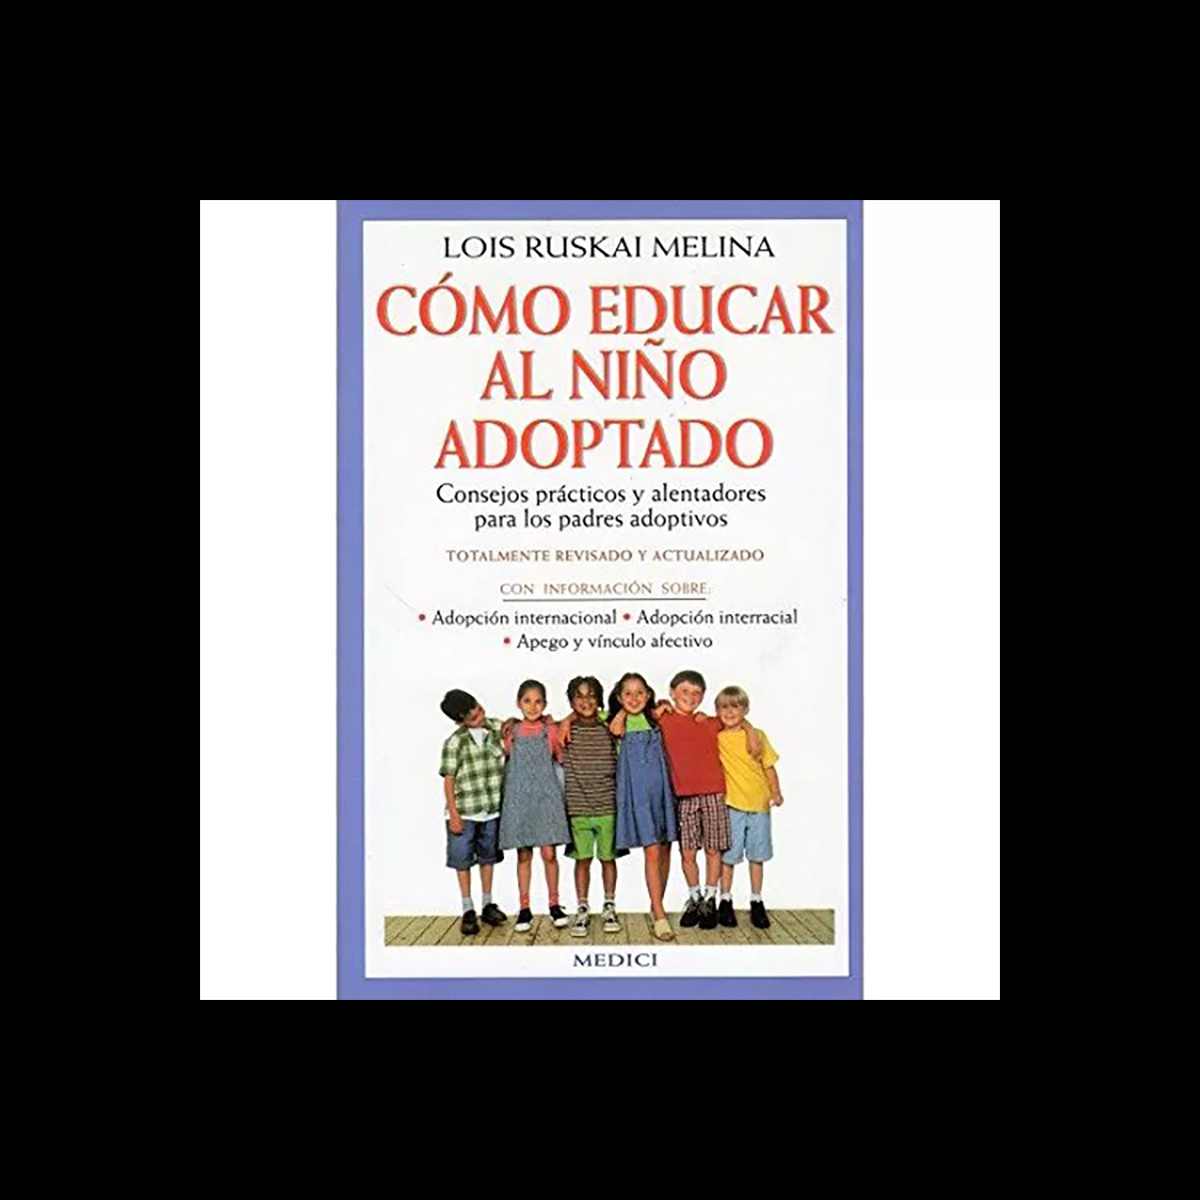 LOIS RUSKAI MELINA
CÓMO EDUCAR
AL NIÑO
ADOPTADO
Consejos prácticos y alentadores
para los padres adoptivos
TOTALMENTE REVISADO Y ACTUALIZADO
CON INFORMACIÓN SOBRE:
• Adopción internacional • Adopción interracial
• Apego y vínculo afectivo
MEDICI